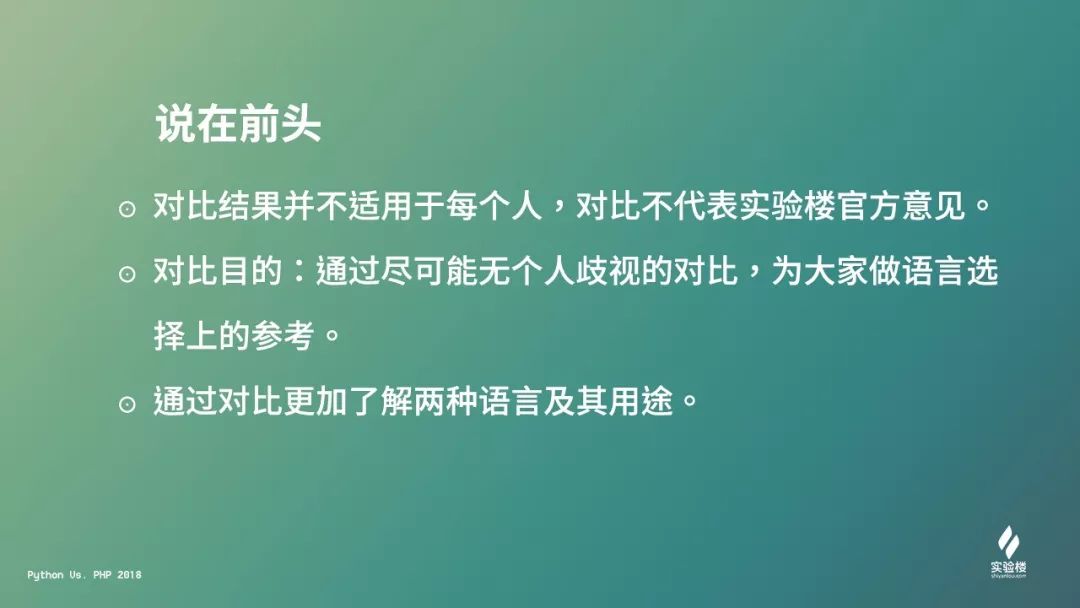 说在前头
对比结果并不适用于每个人，对比不代表实验楼官方意见。
对比目的：通过尽可能无个人歧视的对比，为大家做语言选
择上的参考。
通过对比更加了解两种语言及其用途。
Python Vs. PHP 2018
实验楼
shiyanlou.com